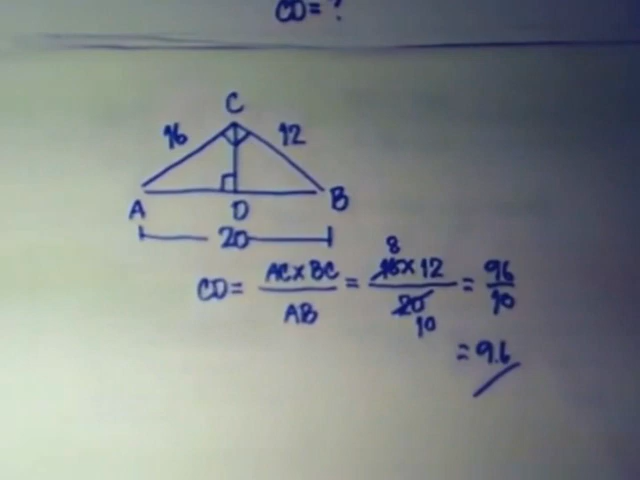 CD = ?
C
16 12
A D B
20
CD = AC x BC / AB = 8 16 x 12 / 20 10 = 96 / 10
= 9.6